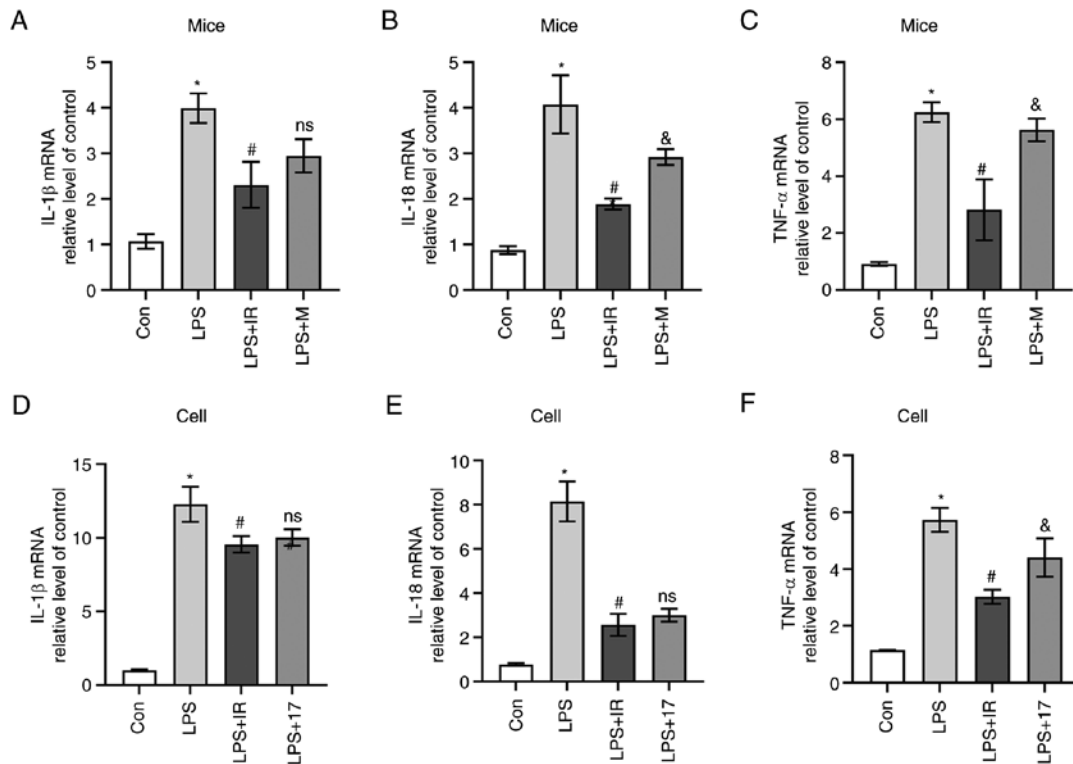 A
Mice
IL-1β mRNA
relative level of control
5
4
3
2
1
0
*
#
ns
Con
LPS
LPS+IR
LPS+M
B
Mice
IL-18 mRNA
relative level of control
5
4
3
2
1
0
*
#
&
Con
LPS
LPS+IR
LPS+M
C
Mice
TNF-α mRNA
relative level of control
8
6
4
2
0
*
#
&
Con
LPS
LPS+IR
LPS+M
D
Cell
IL-1β mRNA
relative level of control
15
10
5
0
*
#
ns
#
Con
LPS
LPS+IR
LPS+17
E
Cell
IL-18 mRNA
relative level of control
10
8
6
4
2
0
*
#
ns
Con
LPS
LPS+IR
LPS+17
F
Cell
TNF-α mRNA
relative level of control
8
6
4
2
0
*
#
&
Con
LPS
LPS+IR
LPS+17